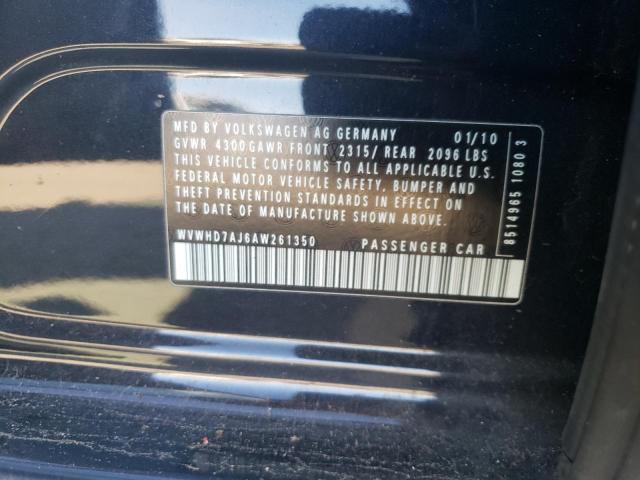 MFD BY VOLKSWAGEN AG GERMANY 01/10
GVWR 4300 GAWR FRONT 2315/ REAR 2096 LBS
THIS VEHICLE CONFORMS TO ALL APPLICABLE U.S.
FEDERAL MOTOR VEHICLE SAFETY, BUMPER AND
THEFT PREVENTION STANDARDS IN EFFECT ON
THE DATE OF MANUFACTURE SHOWN ABOVE.
WVWHD7AJ6AW261350 PASSENGER CAR
8514965 1080 3